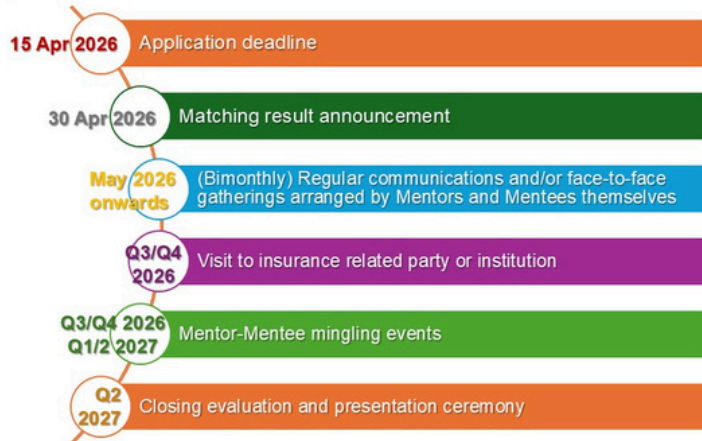 15 Apr 2026
Application deadline
30 Apr 2026
Matching result announcement
May 2026
onwards
(Bimonthly) Regular communications and/or face-to-face
gatherings arranged by Mentors and Mentees themselves
Q3/Q4
2026
Visit to insurance related party or institution
Q3/Q4 2026
Q1/2 2027
Mentor-Mentee mingling events
Q2
2027
Closing evaluation and presentation ceremony